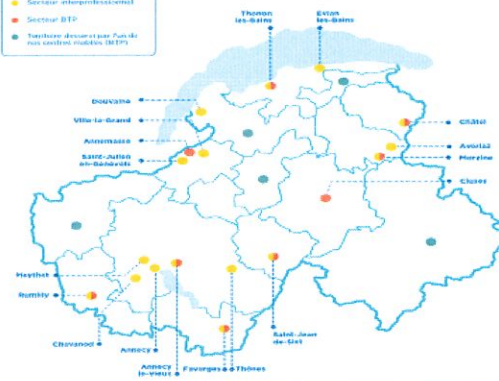 Secteur interprofessionnel
Secteur BTP
Territoire desservi par l'un de
nos centres mobiles (BTP)
Thonon
les-Bains
Evian
les-Bains
Douvaine
Ville-la-Grand
Annemasse
Saint-Julien
en-Genevois
Châtel
Avoriaz
Morzine
Cluses
Meythet
Rumilly
Chavanod
Annecy
Annecy
le-Vieux
Faverges
Thônes
Saint-Jean
de-Sixt